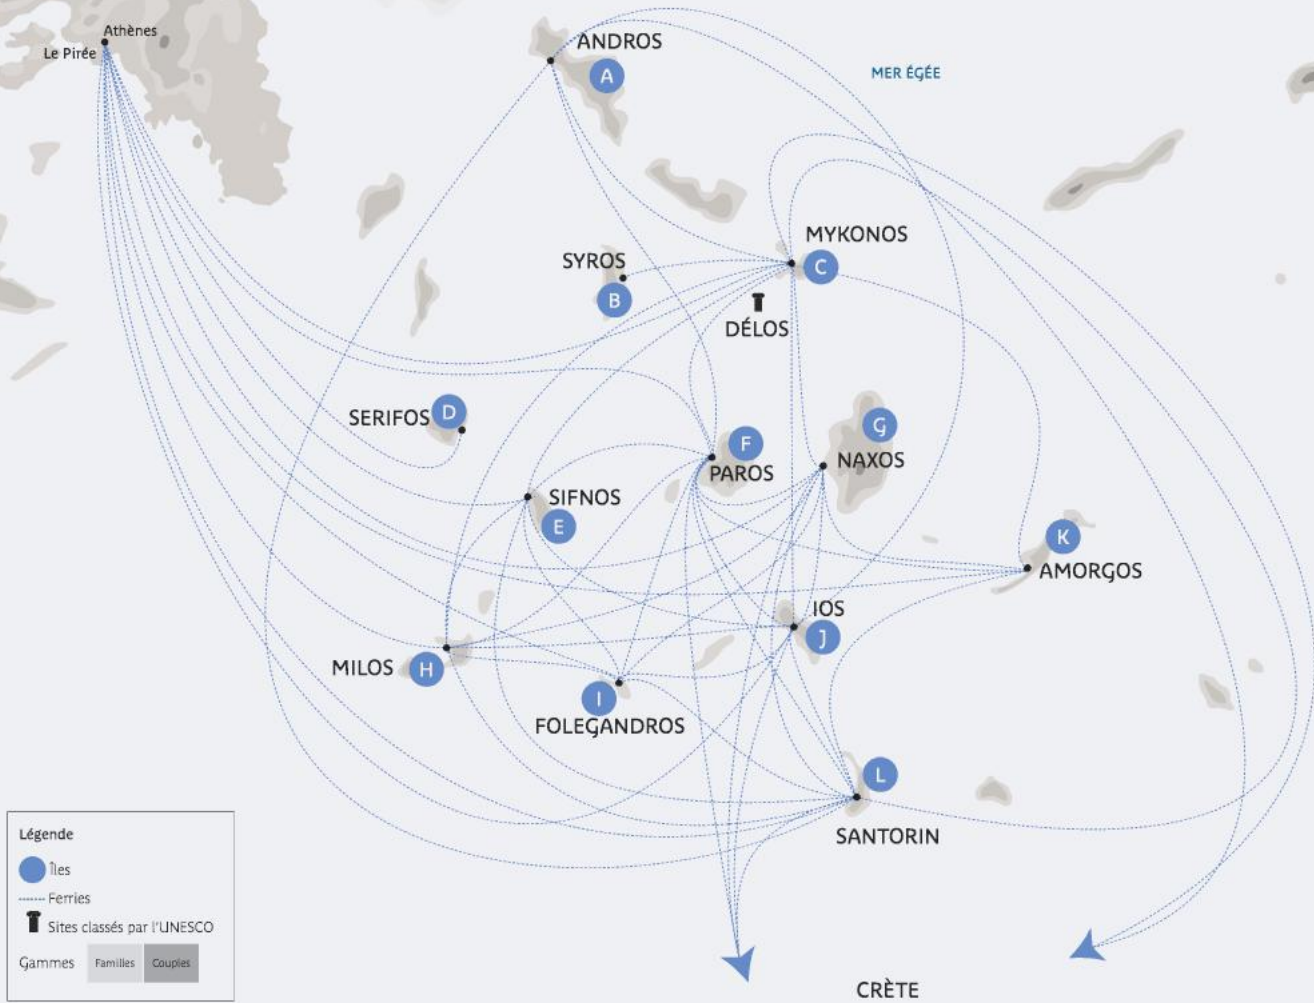 Athènes
Le Pirée
ANDROS
A
MER ÉGÉE
MYKONOS
C
SYROS
B
DÉLOS
SERIFOS
D
F
PAROS
G
NAXOS
SIFNOS
E
K
AMORGOS
IOS
J
MILOS
H
I
FOLEGANDROS
L
SANTORIN
Légende
Îles
Ferries
Sites classés par l'UNESCO
Gammes
Familles
Couples
CRÈTE